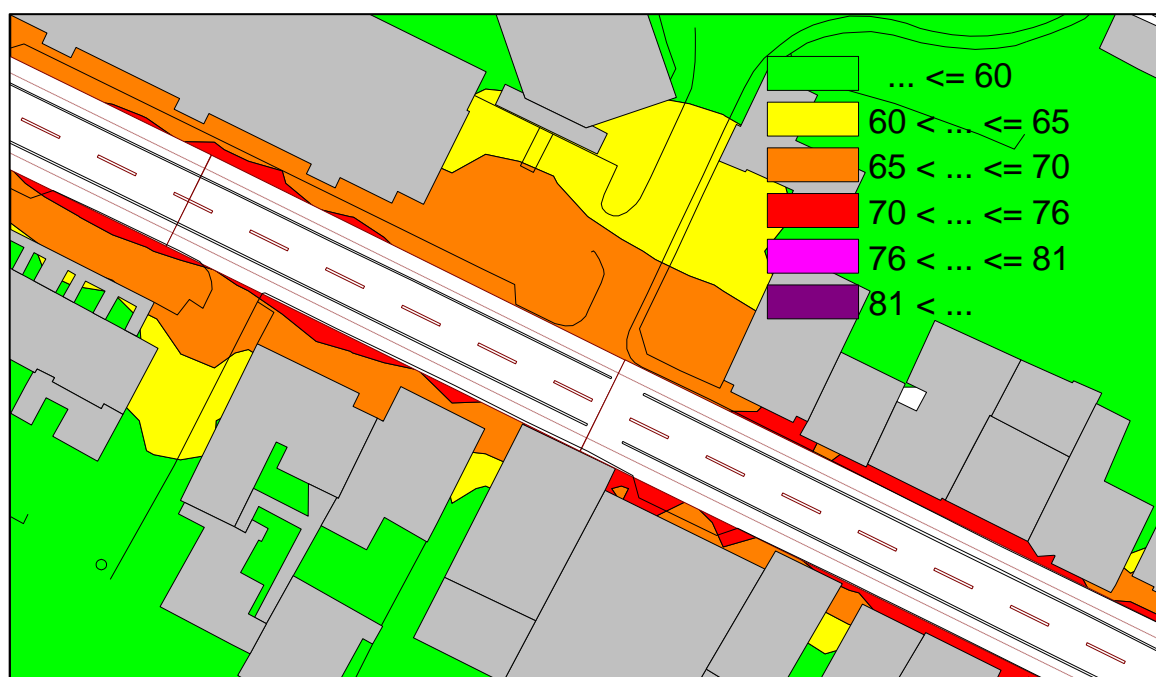 ... <= 60
60 < ... <= 65
65 < ... <= 70
70 < ... <= 76
76 < ... <= 81
81 < ...